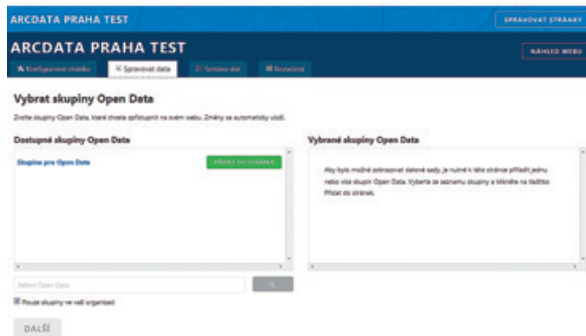 ARCDATA PRAHA TEST
SPRAVOVAT STRÁNKY
ARCDATA PRAHA TEST
NÁHLED WEBU
Konfigurovat stránku
Spravovat data
Sestava dat
Rozvržení
Vybrat skupiny Open Data
Zvolte skupiny Open Data, které chcete zpřístupnit na svém webu. Změny se automaticky uloží.
Dostupné skupiny Open Data
Vybrané skupiny Open Data
Skupina pro Open Data
PŘIDAT DO STRÁNEK
Aby bylo možné zobrazovat datové sady, je nutné k této stránce přiřadit jednu
nebo více skupin Open Data. Vyberte ze seznamu skupiny a klikněte na tlačítko
Přidat do stránek.
Sdílení Open Data
Pouze skupiny ve vaší organizaci
DALŠÍ